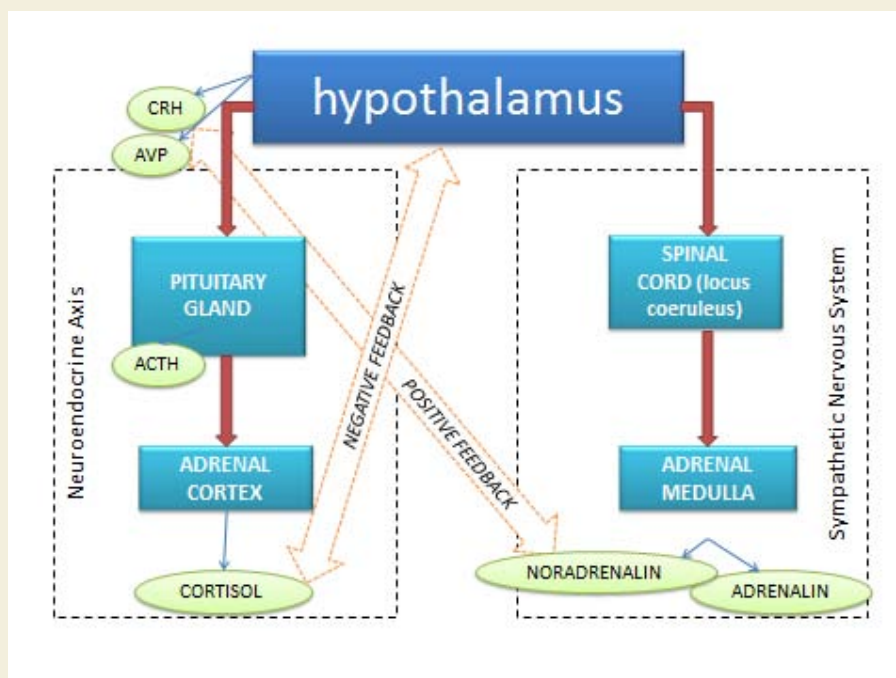 hypothalamus
CRH
AVP
Neuroendocrine Axis
PITUITARY
GLAND
ACTH
ADRENAL
CORTEX
CORTISOL
NEGATIVE FEEDBACK
POSITIVE FEEDBACK
SPINAL
CORD (locus
coeruleus)
ADRENAL
MEDULLA
NORADRENALIN
ADRENALIN
Sympathetic Nervous System